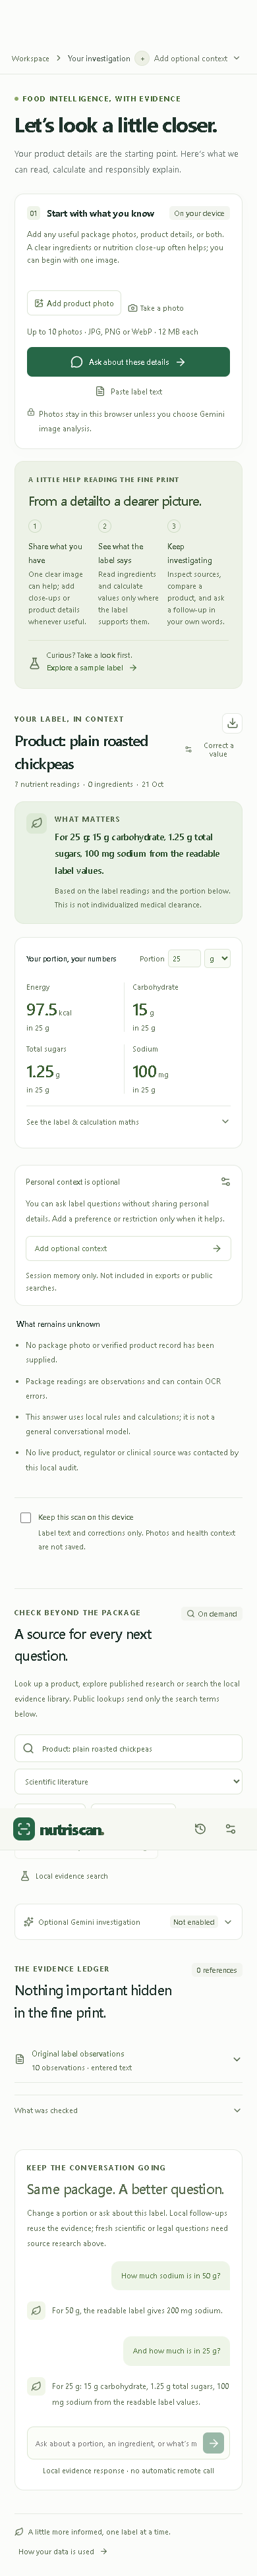 Workspace > Your investigation + Add optional context
FOOD INTELLIGENCE, WITH EVIDENCE
Let's look a little closer.
Your product details are the starting point. Here's what we
can read, calculate and responsibly explain.
01 Start with what you know On your device
Add any useful package photos, product details, or both.
A clear ingredients or nutrition close-up often helps; you
can begin with one image.
Add product photo
Take a photo
Up to 10 photos · JPG, PNG or WebP · 12 MB each
Ask about these details →
Paste label text
Photos stay in this browser unless you choose Gemini
image analysis.
A LITTLE HELP READING THE FINE PRINT
From a detail to a clearer picture.
1
Share what you
have
One clear image
can help; add
close-ups or
product details
whenever useful.
2
See what the
label says
Read ingredients
and calculate
values only where
the label
supports them.
3
Keep
investigating
Inspect sources,
compare a
product, and ask
a follow-up in
your own words.
Curious? Take a look first.
Explore a sample label →
YOUR LABEL, IN CONTEXT
Product: plain roasted
chickpeas
Correct a
value
7 nutrient readings · 0 ingredients · 21 Oct
WHAT MATTERS
For 25 g: 15 g carbohydrate, 1.25 g total
sugars, 100 mg sodium from the readable
label values.
Based on the label readings and the portion below.
This is not individualized medical clearance.
Your portion, your numbers Portion 25 g
Energy
97.5 kcal
in 25 g
Carbohydrate
15 g
in 25 g
Total sugars
1.25 g
in 25 g
Sodium
100 mg
in 25 g
See the label & calculation maths
Personal context is optional
You can ask label questions without sharing personal
details. Add a preference or restriction only when it helps.
Add optional context →
Session memory only. Not included in exports or public
searches.
What remains unknown
• No package photo or verified product record has been
supplied.
• Package readings are observations and can contain OCR
errors.
• This answer uses local rules and calculations; it is not a
general conversational model.
• No live product, regulator or clinical source was contacted by
this local audit.
Keep this scan on this device
Label text and corrections only. Photos and health context
are not saved.
CHECK BEYOND THE PACKAGE
On demand
A source for every next
question.
Look up a product, explore published research or search the local
evidence library. Public lookups send only the search terms
below.
Product: plain roasted chickpeas
Scientific literature
nutriscan.
Local evidence search
Optional Gemini investigation Not enabled
THE EVIDENCE LEDGER
0 references
Nothing important hidden
in the fine print.
Original label observations
10 observations · entered text
What was checked
KEEP THE CONVERSATION GOING
Same package. A better question.
Change a portion or ask about this label. Local follow-ups
reuse the evidence; fresh scientific or legal questions need
source research above.
How much sodium is in 50 g?
For 50 g, the readable label gives 200 mg sodium.
And how much is in 25 g?
For 25 g: 15 g carbohydrate, 1.25 g total sugars, 100
mg sodium from the readable label values.
Ask about a portion, an ingredient, or what's m
Local evidence response · no automatic remote call
A little more informed, one label at a time.
How your data is used →